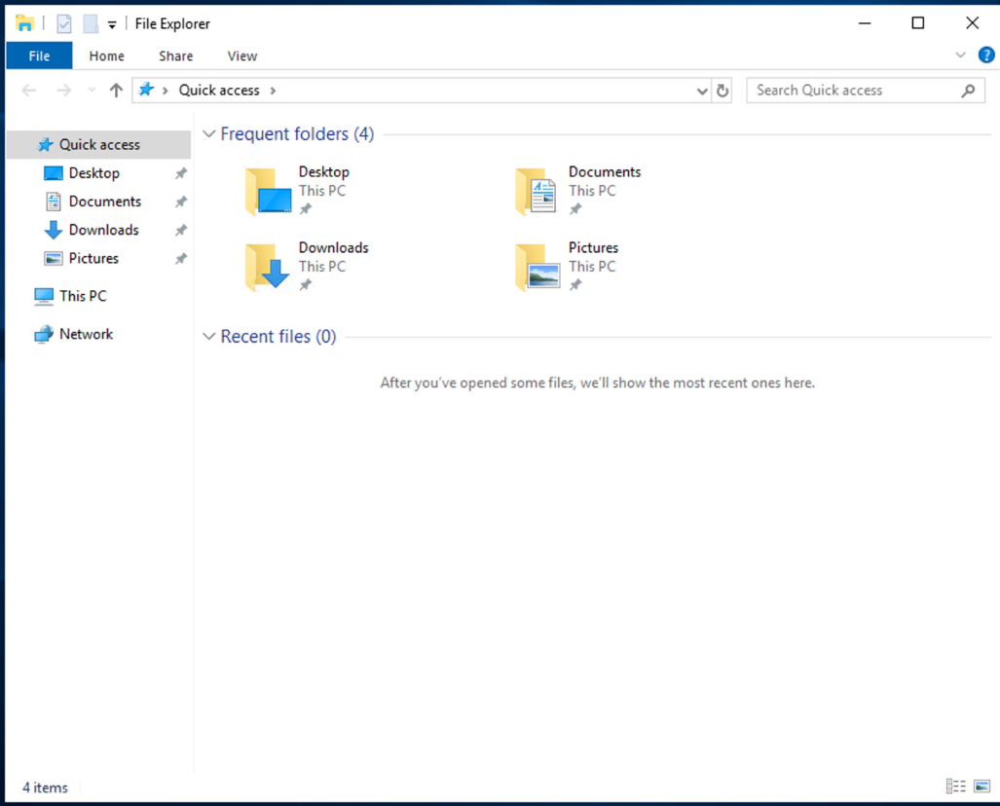 File Explorer
File Home Share View
?
Quick access
Search Quick access
Quick access
Desktop
Documents
Downloads
Pictures
This PC
Network
Frequent folders (4)
Desktop
This PC
Documents
This PC
Downloads
This PC
Pictures
This PC
Recent files (0)
After you've opened some files, we'll show the most recent ones here.
4 items